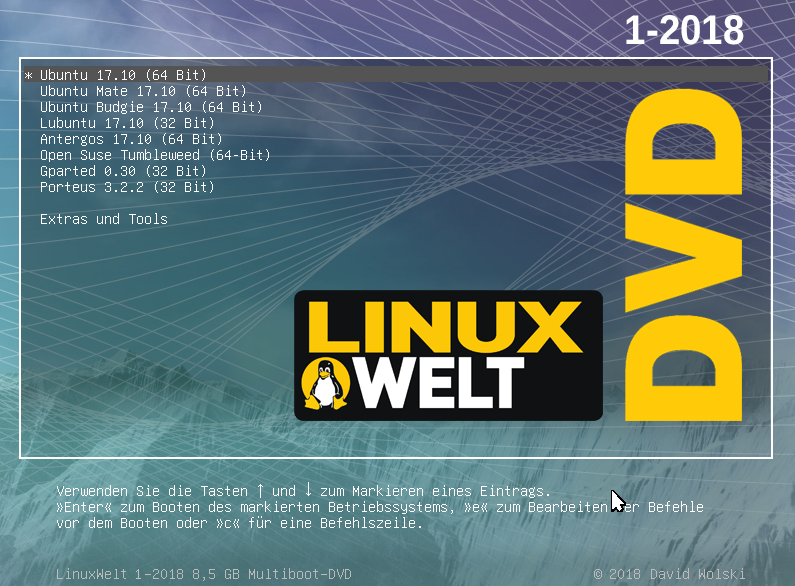 1-2018
* Ubuntu 17.10 (64 Bit)
Ubuntu Mate 17.10 (64 Bit)
Ubuntu Budgie 17.10 (64 Bit)
Lubuntu 17.10 (32 Bit)
Antergos 17.10 (64 Bit)
Open Suse Tumbleweed (64-Bit)
Gparted 0.30 (32 Bit)
Porteus 3.2.2 (32 Bit)
Extras und Tools
DVD
LINUX
WELT
Verwenden Sie die Tasten ↑ und ↓ zum Markieren eines Eintrags.
»Enter« zum Booten des markierten Betriebssystems, »e« zum Bearbeiten der Befehle
vor dem Booten oder »c« für eine Befehlszeile.
LinuxWelt 1-2018 8,5 GB Multiboot-DVD
© 2018 David Wolski